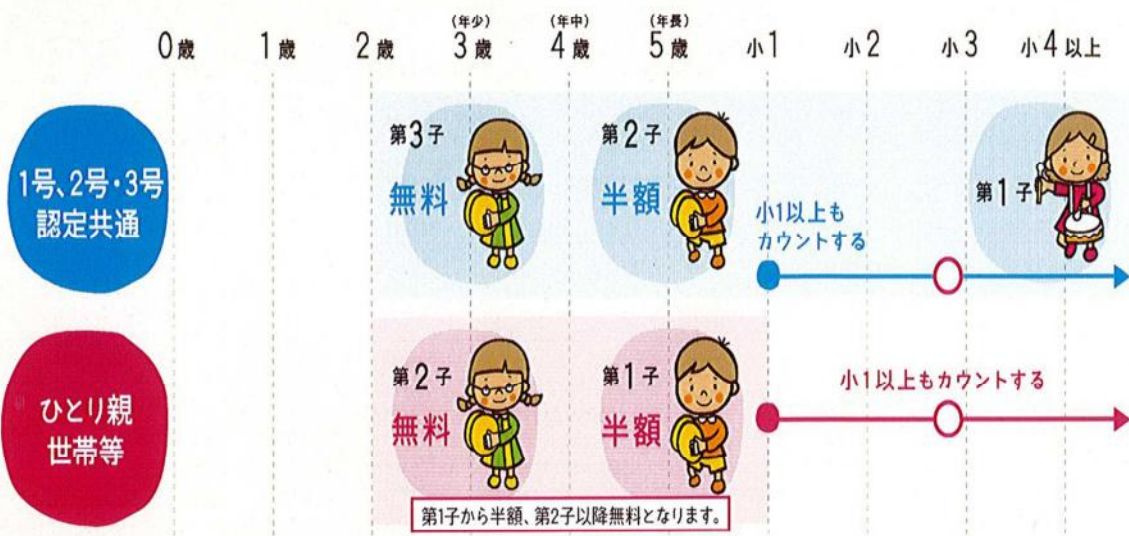 0歳 1歳 2歳 (年少)3歳 (年中)4歳 (年長)5歳 小1 小2 小3 小4以上
1号、2号・3号
認定共通
第3子
無料
第2子
半額
小1以上も
カウントする
第1子
ひとり親
世帯等
第2子
無料
第1子
半額
小1以上もカウントする
第1子から半額、第2子以降無料となります。